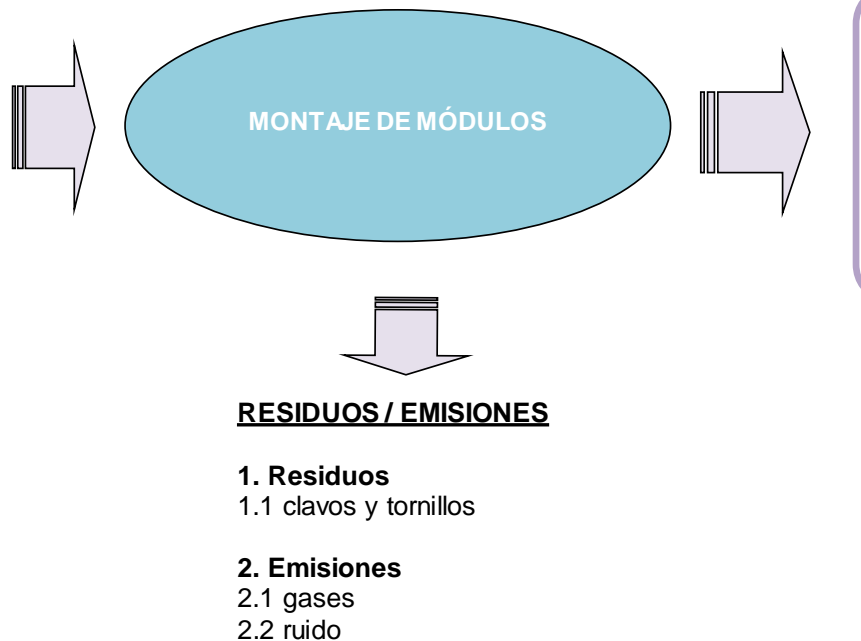 MONTAJE DE MÓDULOS
RESIDUOS / EMISIONES
1. Residuos
1.1 clavos y tornillos
2. Emisiones
2.1 gases
2.2 ruido